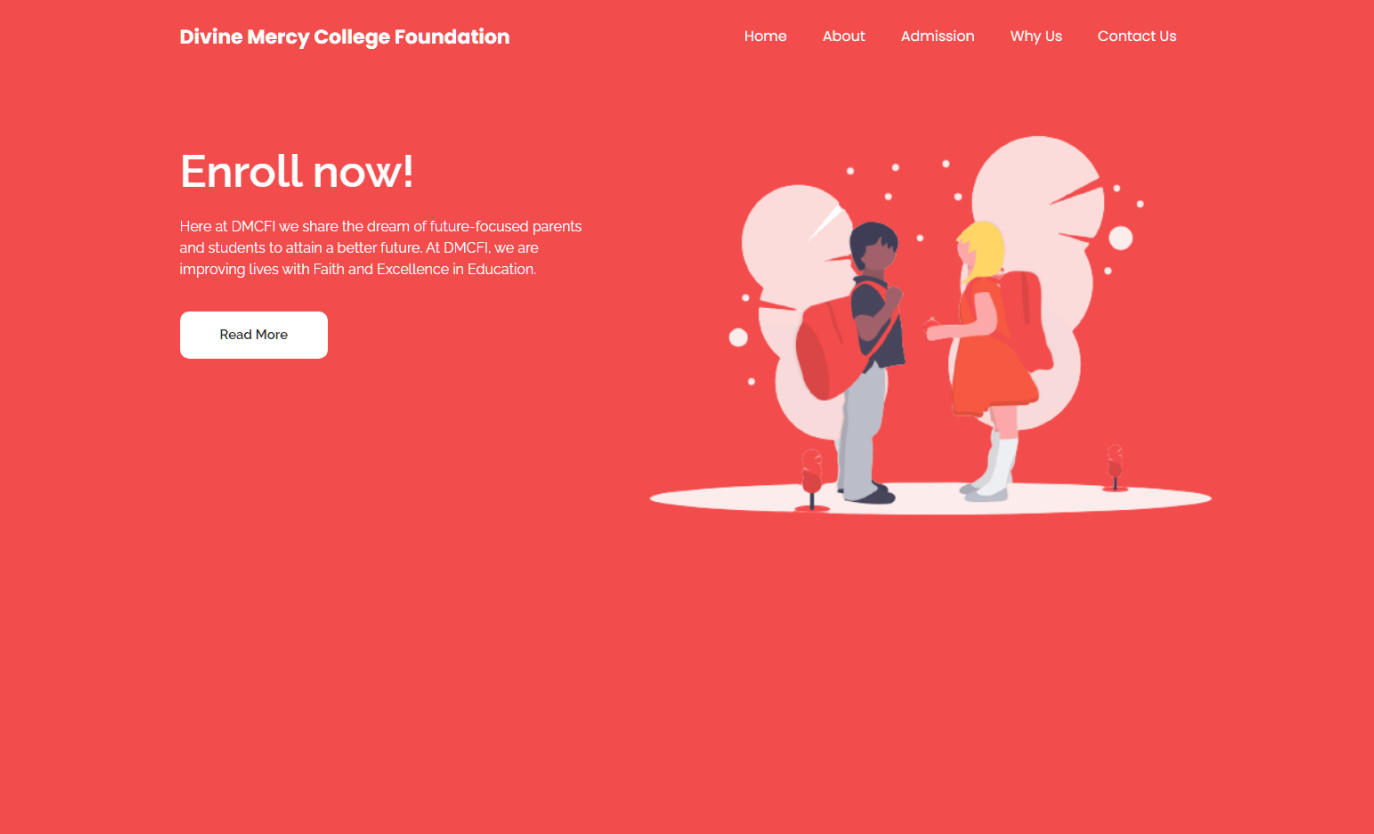 Divine Mercy College Foundation
Home
About
Admission
Why Us
Contact Us
Enroll now!
Here at DMCFI we share the dream of future-focused parents
and students to attain a better future. At DMCFI, we are
improving lives with Faith and Excellence in Education.
Read More